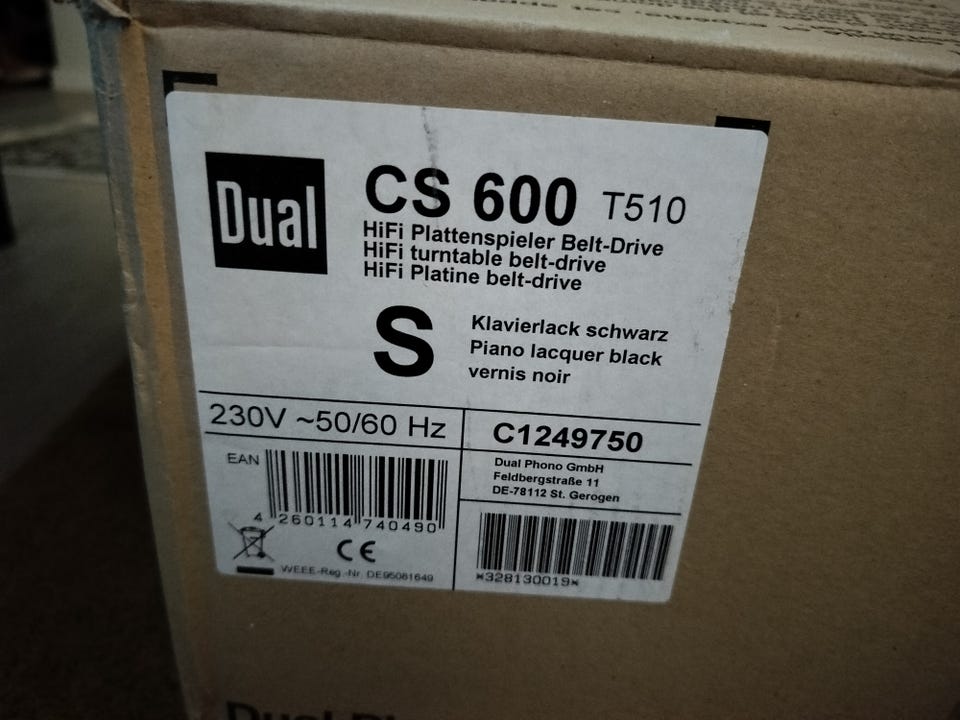 Dual
CS 600 T510
HiFi Plattenspieler Belt-Drive
HiFi turntable belt-drive
HiFi Platine belt-drive
S
Klavierlack schwarz
Piano lacquer black
vernis noir
230V ~50/60 Hz
C1249750
EAN
4 260114 740490
Dual Phono GmbH
Feldbergstraße 11
DE-78112 St. Gerogen
CE
WEEE-Reg.-Nr. DE95081649
*328130019*
Dual